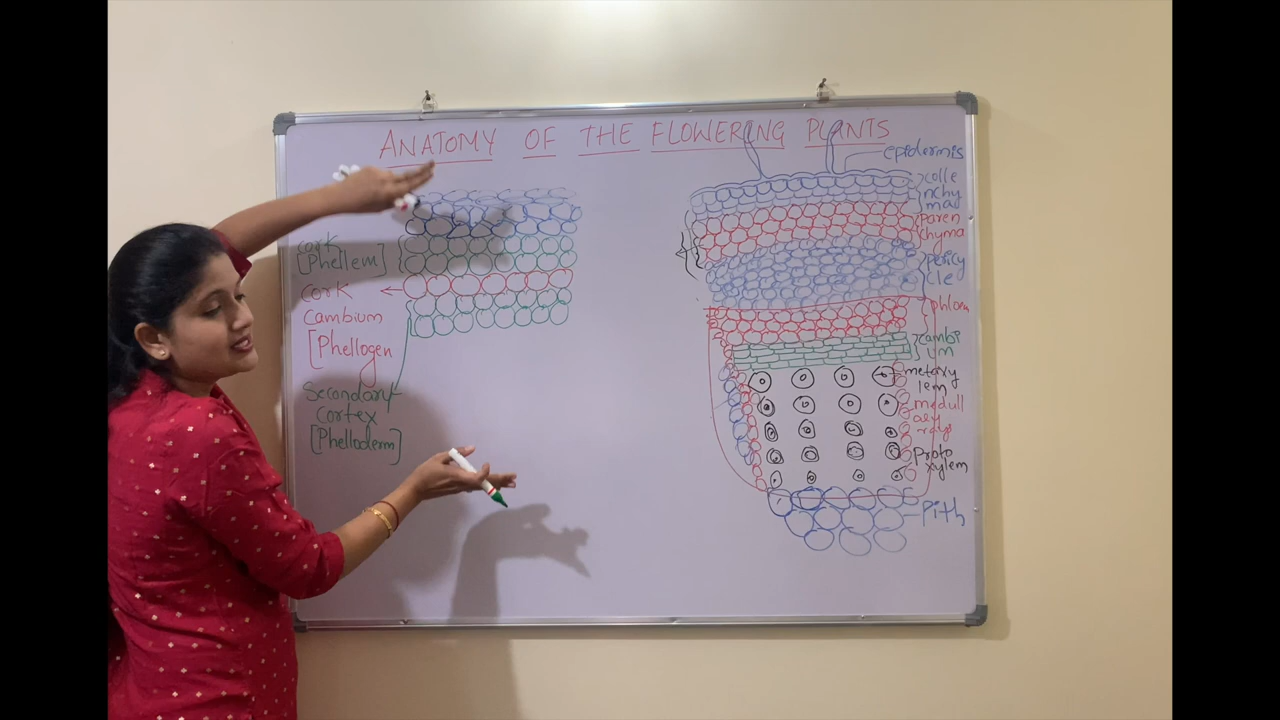 ANATOMY OF THE FLOWERING PLANTS
cork
[Phellem]
cork
Cambium
[Phellogen
Secondary
Cortex
[Phelloderm]
epidermis
colle
nchy
ma
paren
chyma
pericy
cle
phloem
cambi
um
metaxy
lem
medull
ary
rays
proto
xylem
Pith